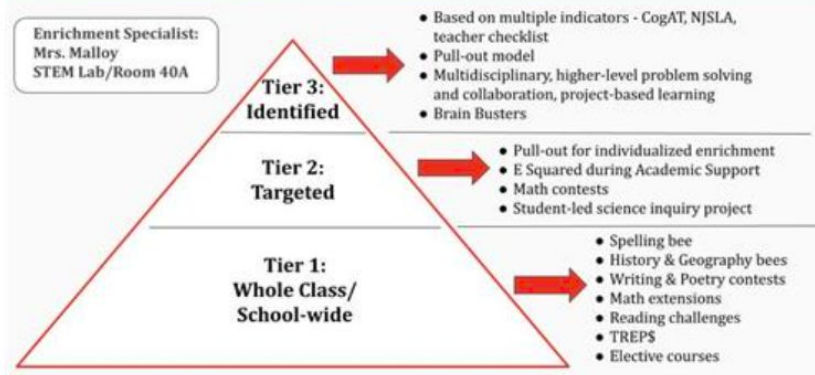 Enrichment Specialist:
Mrs. Malloy
STEM Lab/Room 40A
Tier 3:
Identified
● Based on multiple indicators - CogAT, NJSLA,
teacher checklist
● Pull-out model
● Multidisciplinary, higher-level problem solving
and collaboration, project-based learning
● Brain Busters
Tier 2:
Targeted
● Pull-out for individualized enrichment
● E Squared during Academic Support
● Math contests
● Student-led science inquiry project
Tier 1:
Whole Class/
School-wide
● Spelling bee
● History & Geography bees
● Writing & Poetry contests
● Math extensions
● Reading challenges
● TREP$
● Elective courses